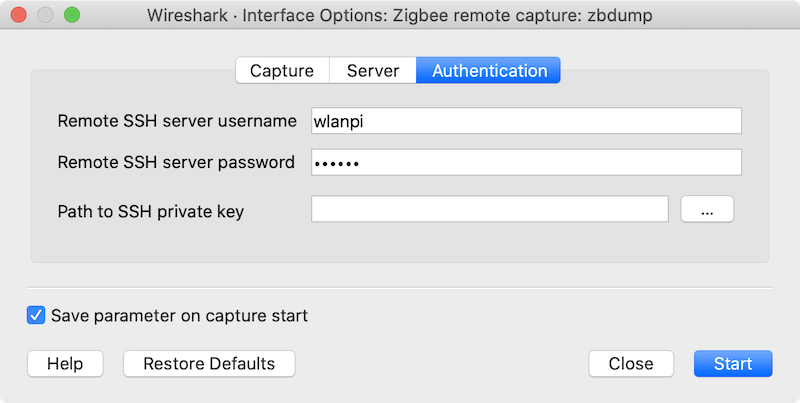 Wireshark · Interface Options: Zigbee remote capture: zbdump
Capture Server Authentication
Remote SSH server username wlanpi
Remote SSH server password ••••••
Path to SSH private key ...
Save parameter on capture start
Help Restore Defaults Close Start